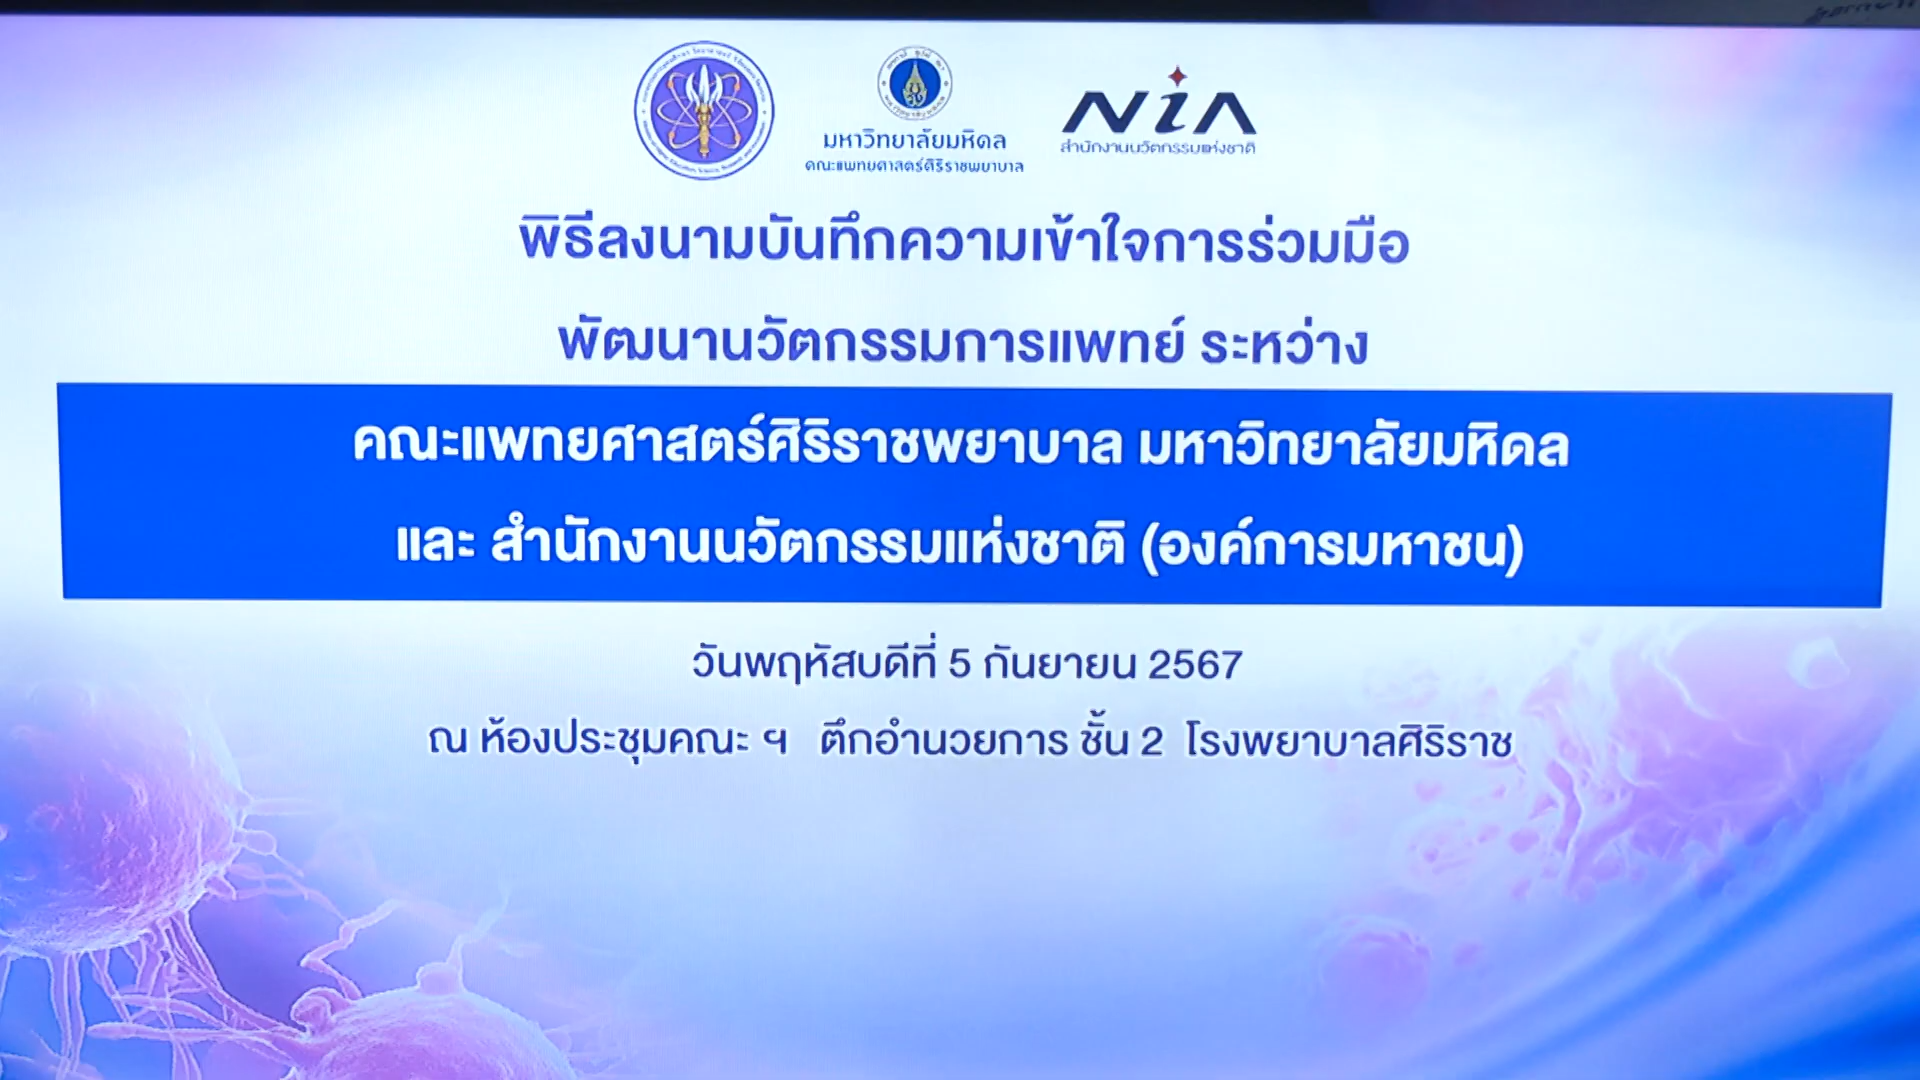 มหาวิทยาลัยมหิดล
คณะแพทยศาสตร์ศิริราชพยาบาล
NiA
สำนักงานนวัตกรรมแห่งชาติ
พิธีลงนามบันทึกความเข้าใจการร่วมมือ
พัฒนานวัตกรรมการแพทย์ ระหว่าง
คณะแพทยศาสตร์ศิริราชพยาบาล มหาวิทยาลัยมหิดล
และ สำนักงานนวัตกรรมแห่งชาติ (องค์การมหาชน)
วันพฤหัสบดีที่ 5 กันยายน 2567
ณ ห้องประชุมคณะ ฯ ตึกอำนวยการ ชั้น 2 โรงพยาบาลศิริราช